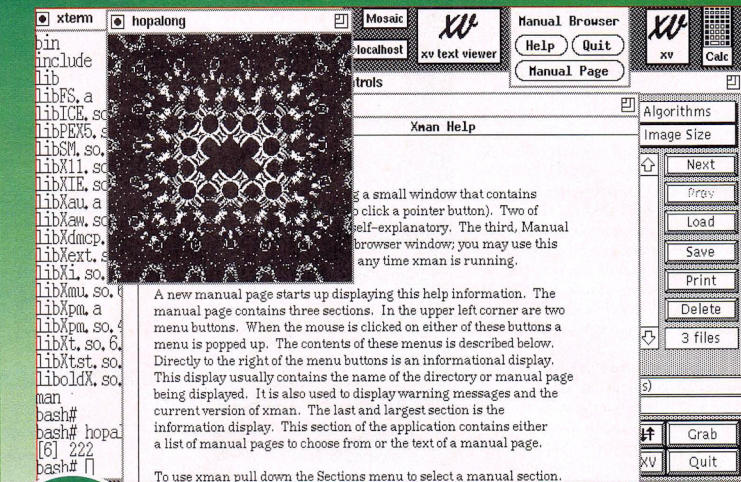 xterm
bin
include
lib
libFS.a
libICE.so
libPEX5.s
libSM.so.
libX11.so
libXIE.so
libXau.a
libXaw.so
libXdmcp.
libXext.s
libXi.so.
libXmu.so.6
libXpm.a
libXpm.so.4
libXt.so.6.
libXtst.so.
liboldX.so.
man
bash#
bash# hopal
[6] 222
bash#
hopalong
Mosaic
localhost
xv text viewer
Manual Browser
Help
Quit
Manual Page
xv
Calc
trols
Xman Help
g a small window that contains
o click a pointer button). Two of
self-explanatory. The third, Manual
browser window; you may use this
any time xman is running.
A new manual page starts up displaying this help information. The
manual page contains three sections. In the upper left corner are two
menu buttons. When the mouse is clicked on either of these buttons a
menu is popped up. The contents of these menus is described below.
Directly to the right of the menu buttons is an informational display.
This display usually contains the name of the directory or manual page
being displayed. It is also used to display warning messages and the
current version of xman. The last and largest section is the
information display. This section of the application contains either
a list of manual pages to choose from or the text of a manual page.
To use xman pull down the Sections menu to select a manual section.
Algorithms
Image Size
Next
Prev
Load
Save
Print
Delete
3 files
s)
Grab
XV
Quit